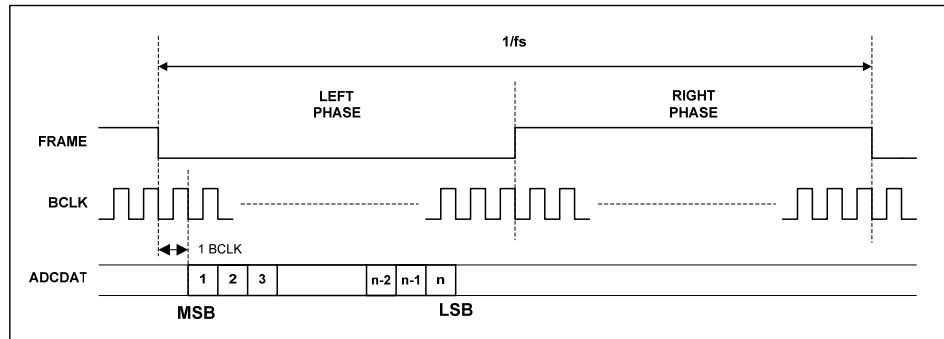 1/fs
LEFT
PHASE
RIGHT
PHASE
FRAME
BCLK
1 BCLK
ADCDAT
1 2 3 n-2 n-1 n
MSB LSB